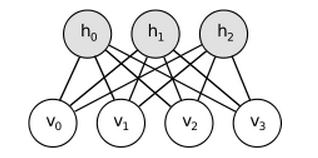 h₀ h₁ h₂
v₀ v₁ v₂ v₃